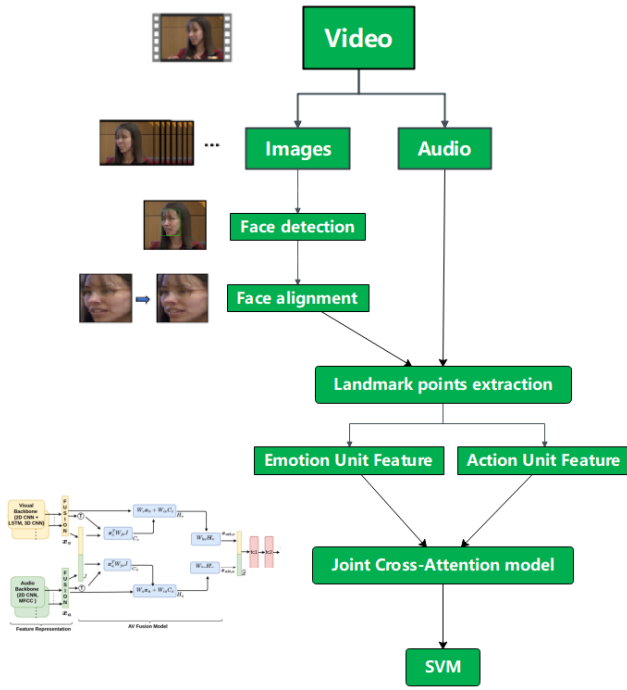 Video
...
Images
Audio
Face detection
Face alignment
Landmark points extraction
Emotion Unit Feature
Action Unit Feature
Joint Cross-Attention model
SVM
Visual
Backbone
(2D CNN +
LSTM, 3D CNN)
FUSION
Audio
Backbone
(2D CNN,
MFCC )
FUSION
T
T
J
Feature Representation
AV Fusion Model